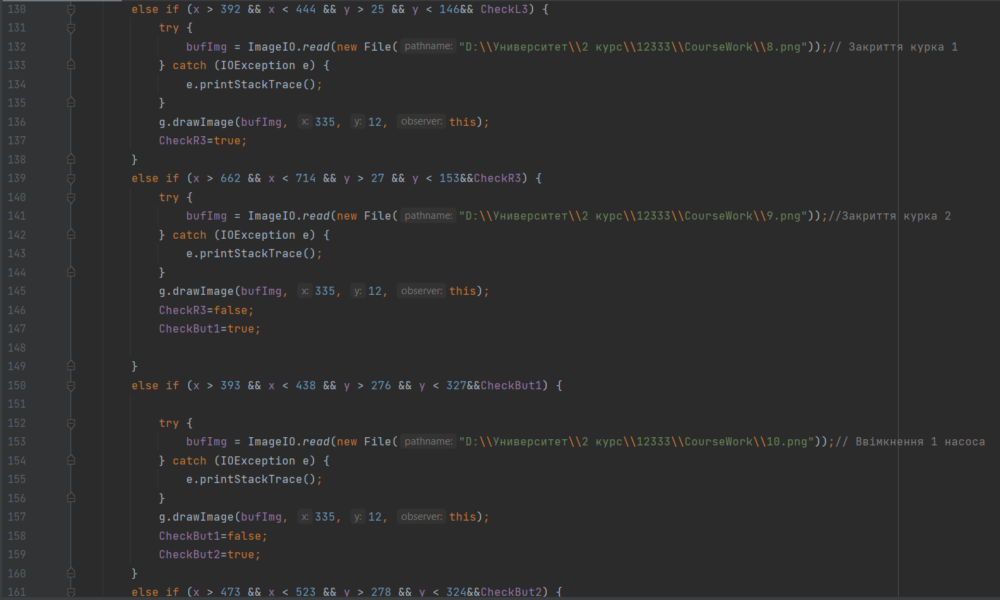 130 else if (x > 392 && x < 444 && y > 25 && y < 146&& CheckL3) {
131 try {
132 bufImg = ImageIO.read(new File( pathname: "D:\\Университет\\2 курс\\12333\\CourseWork\\8.png"));// Закриття курка 1
133 } catch (IOException e) {
134 e.printStackTrace();
135 }
136 g.drawImage(bufImg, x: 335, y: 12, observer: this);
137 CheckR3=true;
138 }
139 else if (x > 662 && x < 714 && y > 27 && y < 153&&CheckR3) {
140 try {
141 bufImg = ImageIO.read(new File( pathname: "D:\\Университет\\2 курс\\12333\\CourseWork\\9.png"));//Закриття курка 2
142 } catch (IOException e) {
143 e.printStackTrace();
144 }
145 g.drawImage(bufImg, x: 335, y: 12, observer: this);
146 CheckR3=false;
147 CheckBut1=true;
148
149 }
150 else if (x > 393 && x < 438 && y > 276 && y < 327&&CheckBut1) {
151
152 try {
153 bufImg = ImageIO.read(new File( pathname: "D:\\Университет\\2 курс\\12333\\CourseWork\\10.png"));// Ввімкнення 1 насоса
154 } catch (IOException e) {
155 e.printStackTrace();
156 }
157 g.drawImage(bufImg, x: 335, y: 12, observer: this);
158 CheckBut1=false;
159 CheckBut2=true;
160 }
161 else if (x > 473 && x < 523 && y > 278 && y < 324&&CheckBut2) {